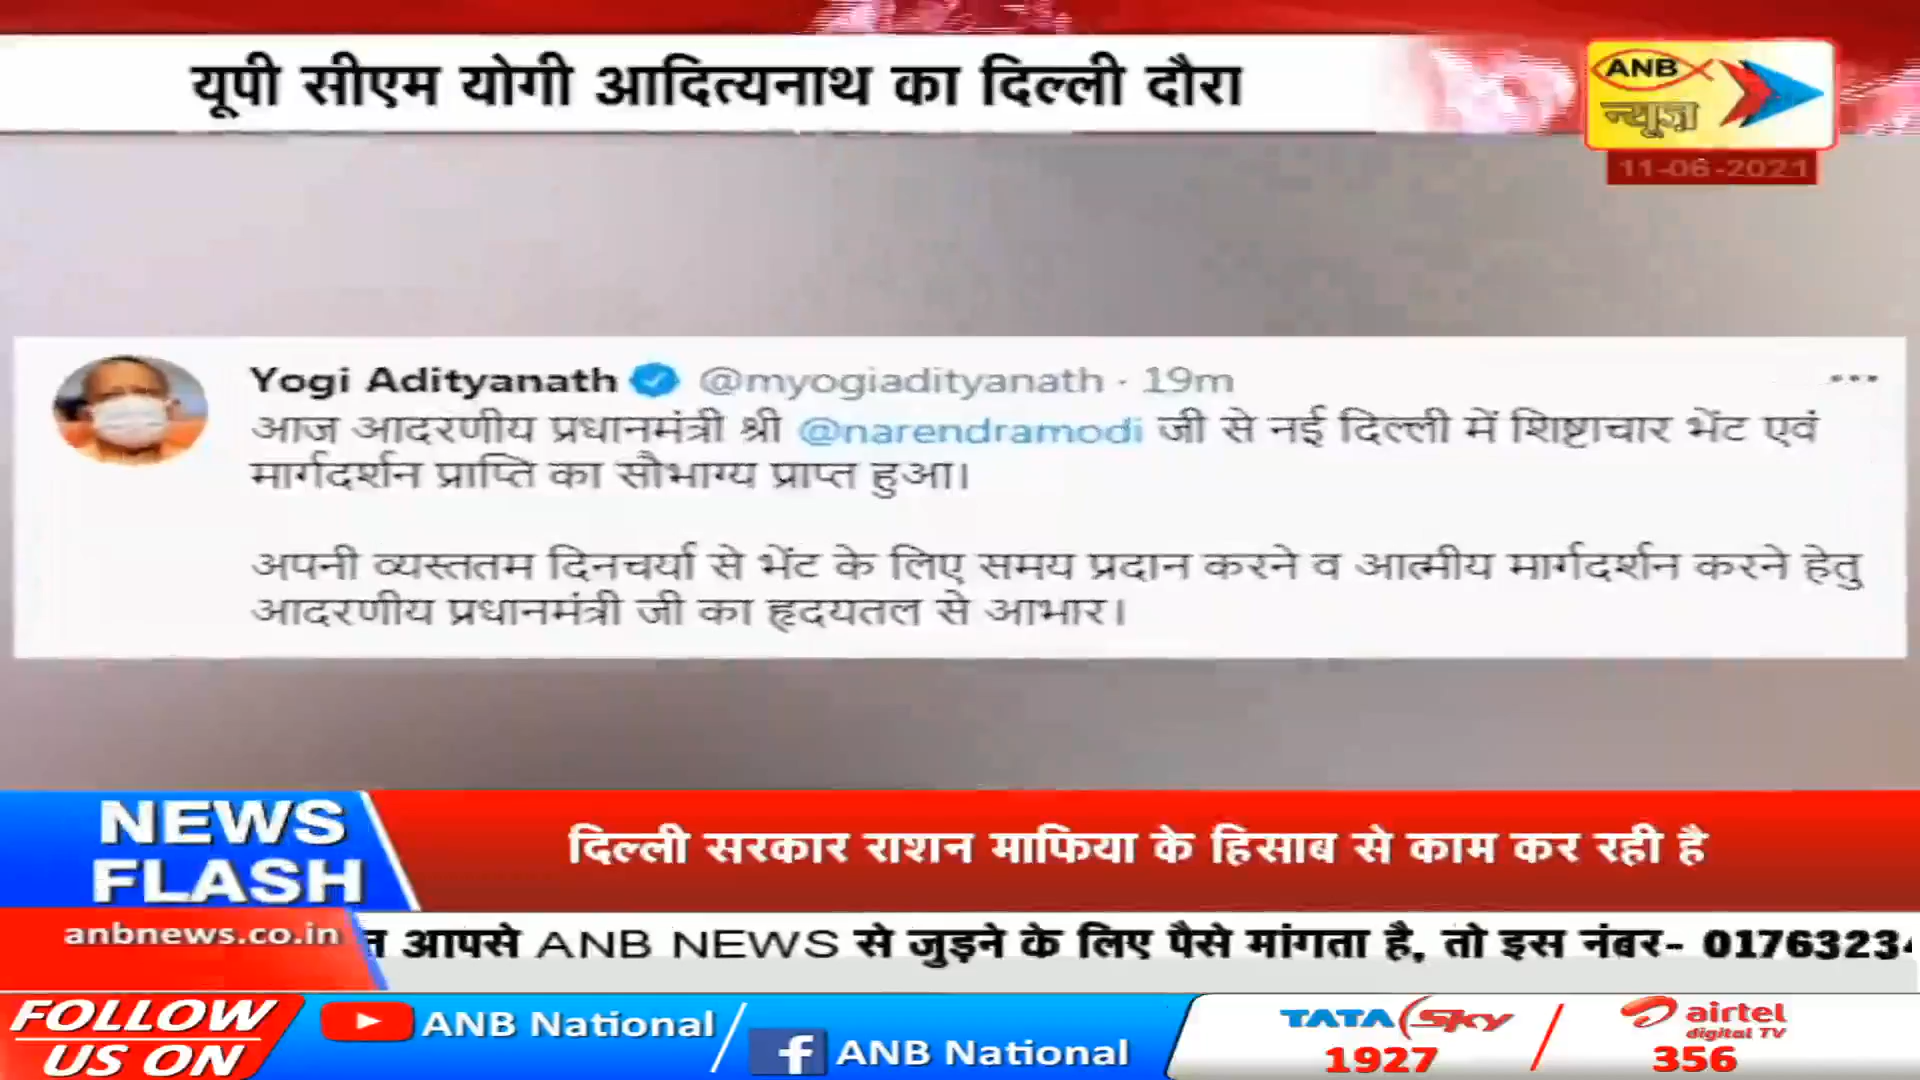 यूपी सीएम योगी आदित्यनाथ का दिल्ली दौरा
ANB
न्यूज़
11-06-2021
Yogi Adityanath @myogiadityanath · 19m
आज आदरणीय प्रधानमंत्री श्री @narendramodi जी से नई दिल्ली में शिष्टाचार भेंट एवं
मार्गदर्शन प्राप्ति का सौभाग्य प्राप्त हुआ।
अपनी व्यस्ततम दिनचर्या से भेंट के लिए समय प्रदान करने व आत्मीय मार्गदर्शन करने हेतु
आदरणीय प्रधानमंत्री जी का हृदयतल से आभार।
NEWS
FLASH
दिल्ली सरकार राशन माफिया के हिसाब से काम कर रही है
anbnews.co.in
आपसे ANB NEWS से जुड़ने के लिए पैसे मांगता है, तो इस नंबर- 0176323
FOLLOW
US ON
ANB National
ANB National
TATA Sky
1927
airtel
digital TV
356